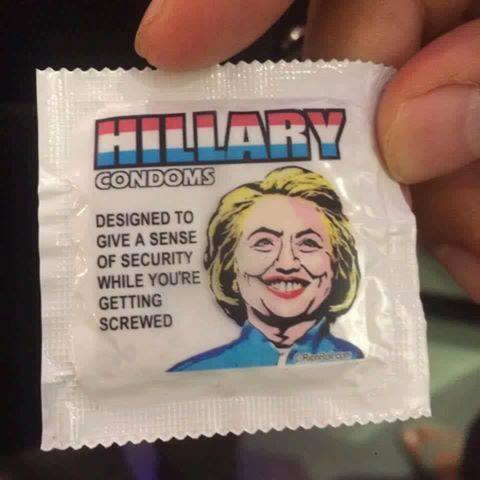 HILLARY
CONDOMS
DESIGNED TO
GIVE A SENSE
OF SECURITY
WHILE YOU'RE
GETTING
SCREWED